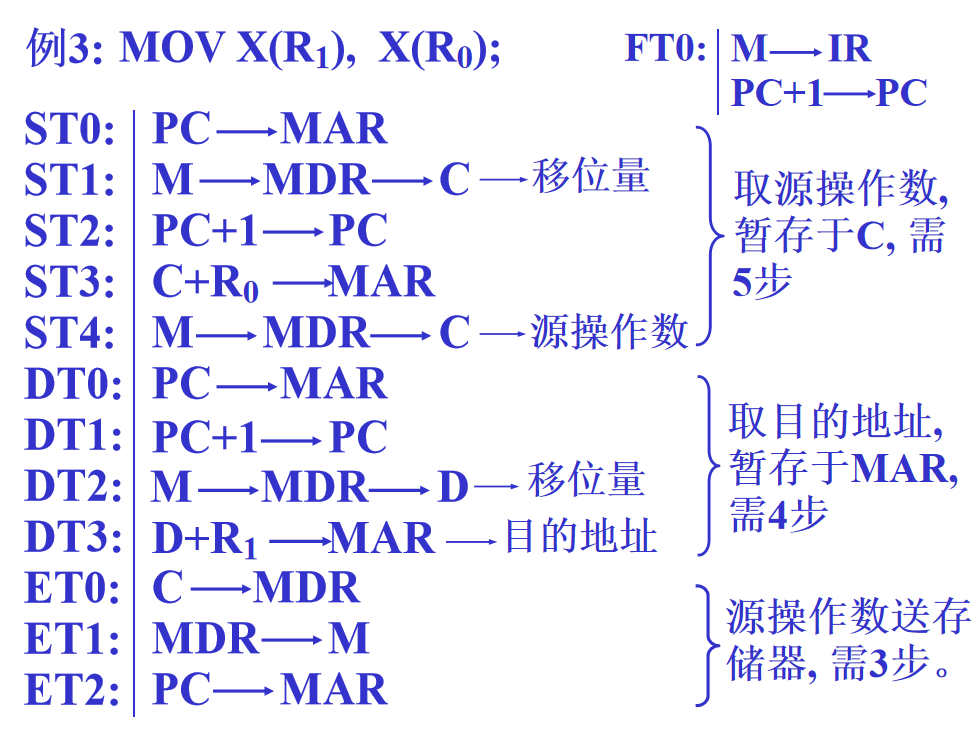 例3: MOV X(R₁), X(R₀);
FT0: M→IR
PC+1→PC
ST0: PC→MAR
ST1: M→MDR→C→移位量
ST2: PC+1→PC
ST3: C+R₀→MAR
ST4: M→MDR→C→源操作数
取源操作数,
暂存于C, 需
5步
DT0: PC→MAR
DT1: PC+1→PC
DT2: M→MDR→D→移位量
DT3: D+R₁→MAR→目的地址
取目的地址,
暂存于MAR,
需4步
ET0: C→MDR
ET1: MDR→M
ET2: PC→MAR
源操作数送存
储器, 需3步。